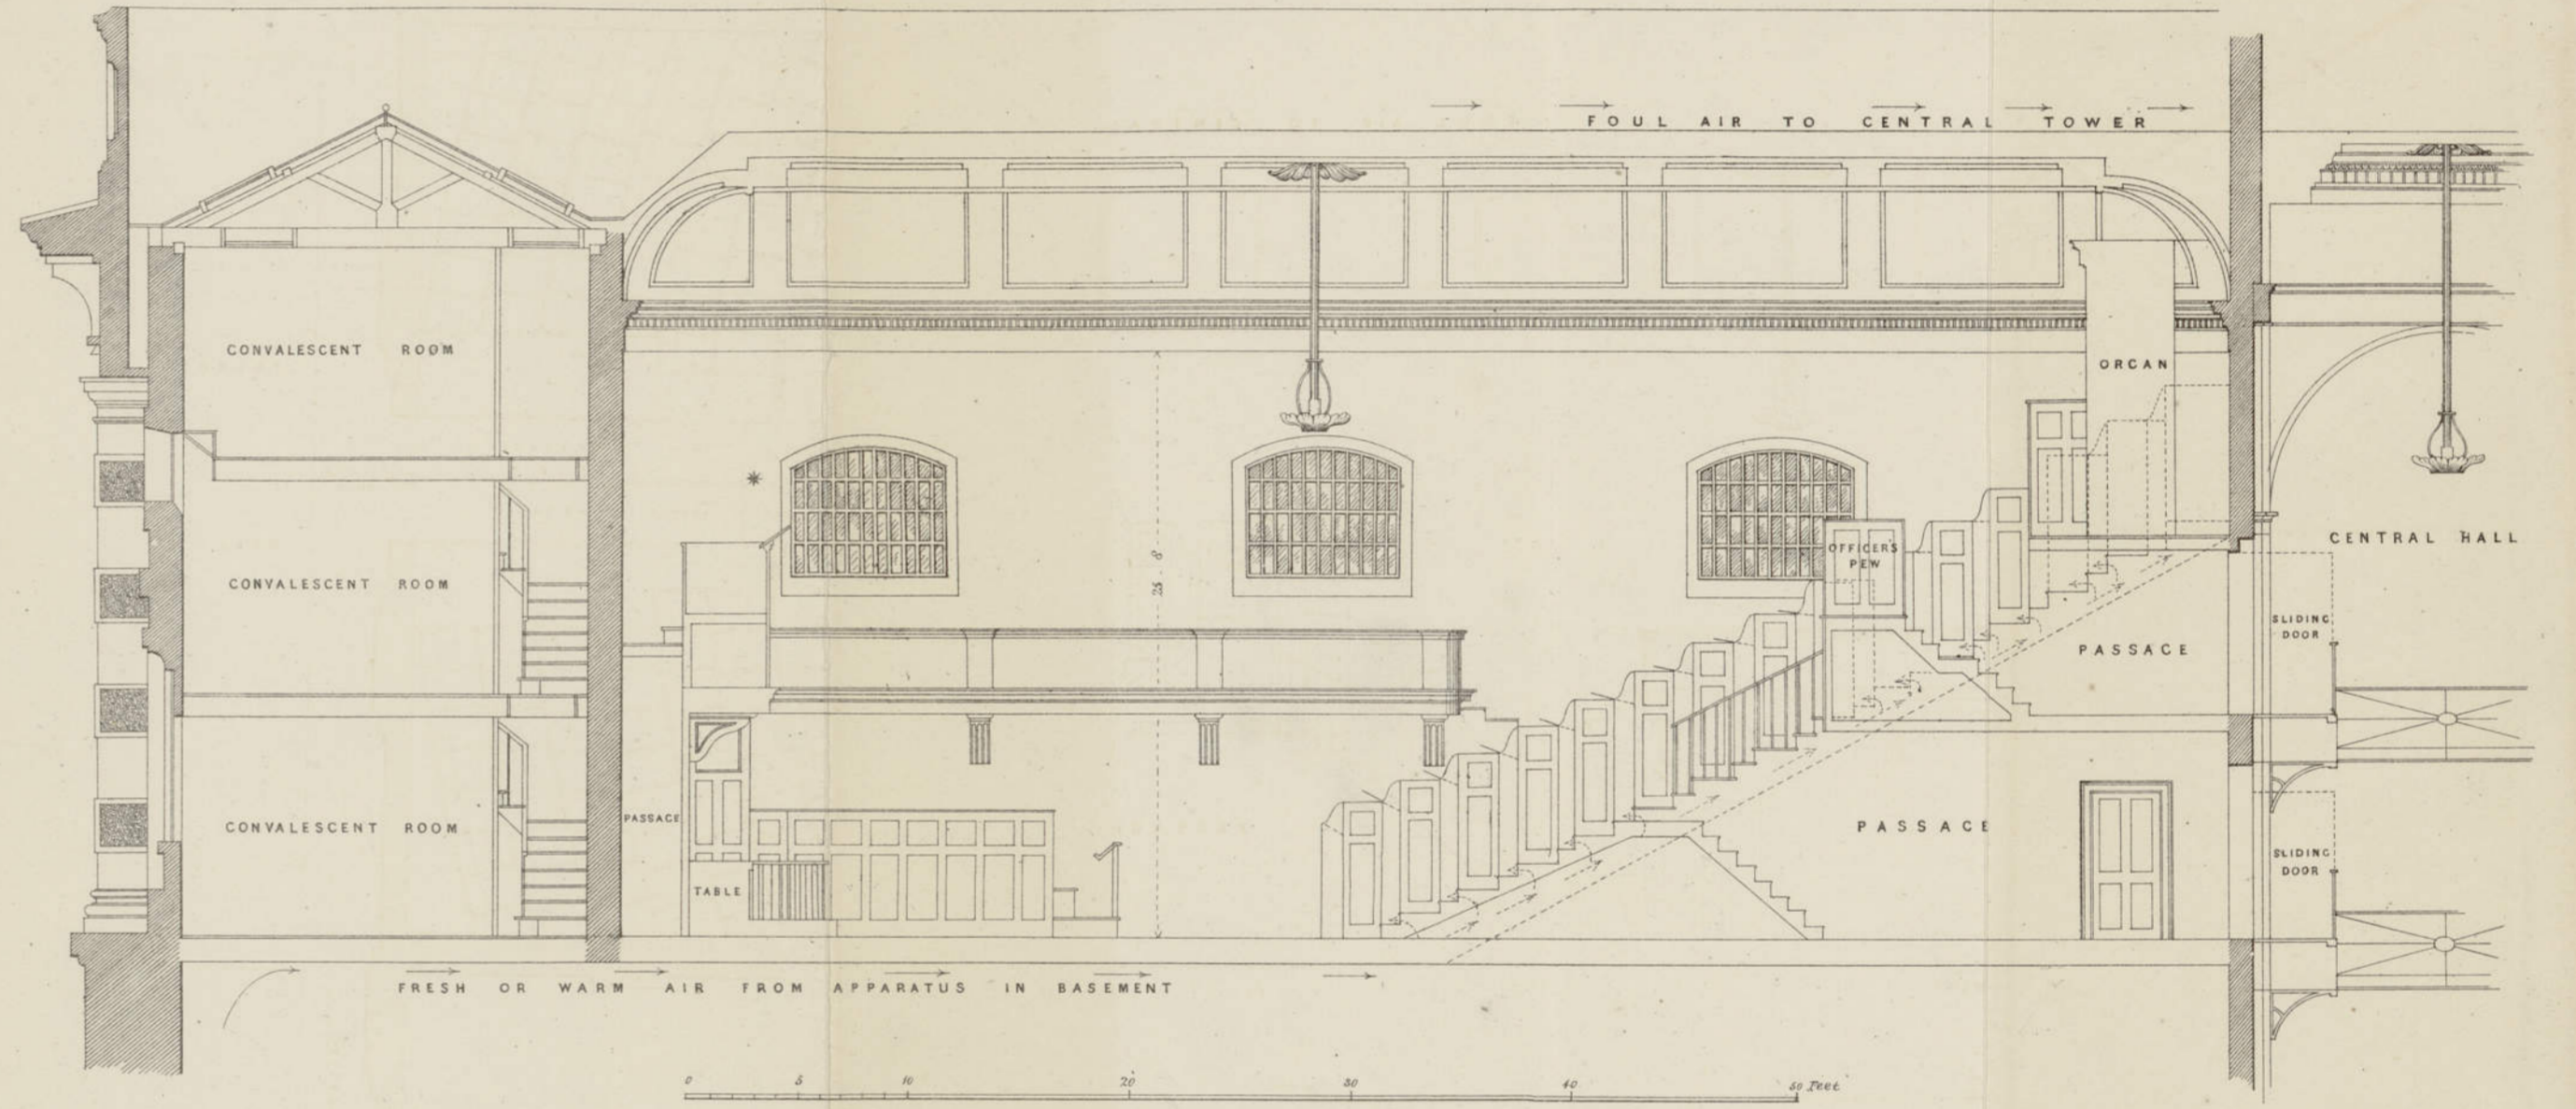 FOUL AIR TO CENTRAL TOWER
CONVALESCENT ROOM
ORGAN
CENTRAL HALL
OFFICERS
PEW
25 . 8
CONVALESCENT ROOM
SLIDING
DOOR
PASSAGE
PASSAGE
CONVALESCENT ROOM
PASSAGE
SLIDING
DOOR
TABLE
FRESH OR WARM AIR FROM APPARATUS IN BASEMENT
0 5 10 20 30 40 50 Feet